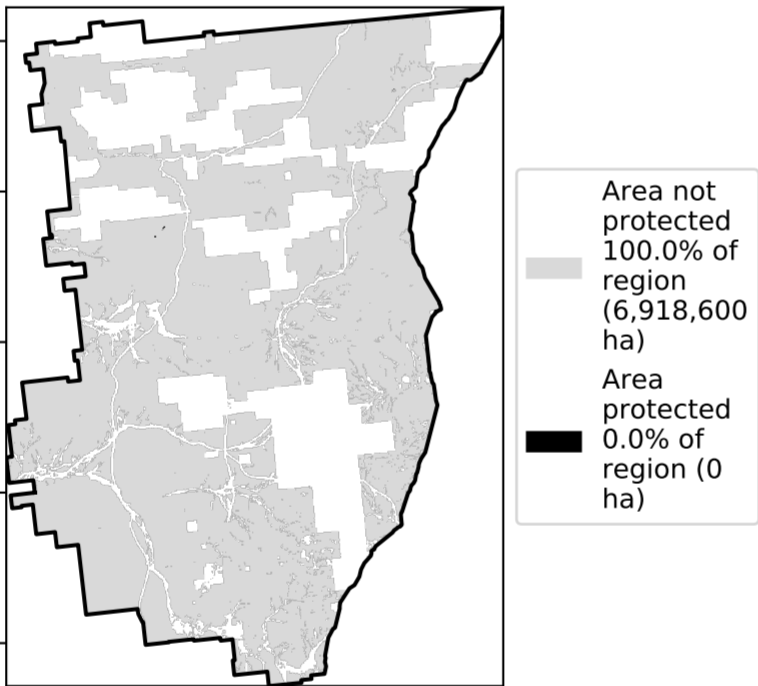 Area not
protected
100.0% of
region
(6,918,600
ha)
Area
protected
0.0% of
region (0
ha)